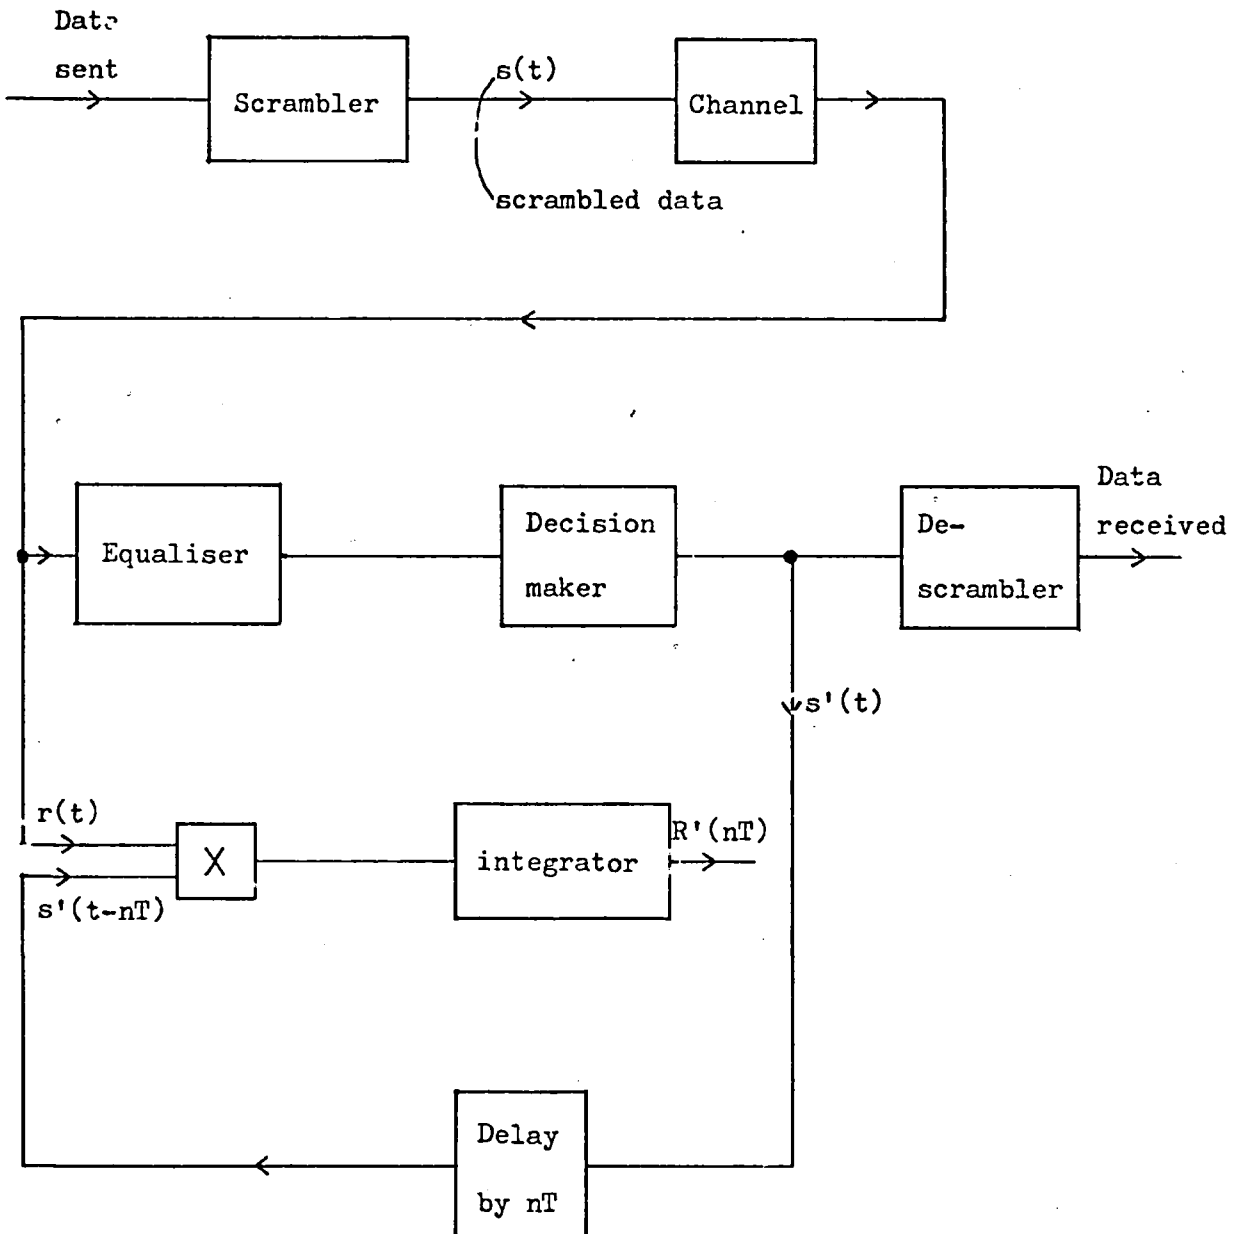 Data
sent
Scrambler
s(t)
scrambled data
Channel
Equaliser
Decision
maker
De-
scrambler
Data
received
s'(t)
r(t)
s'(t-nT)
X
integrator
R'(nT)
Delay
by nT